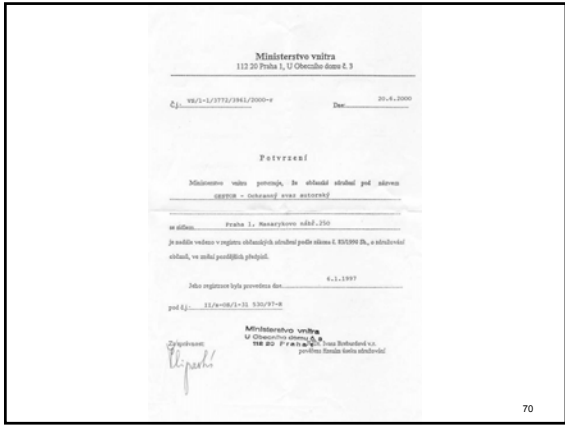 Ministerstvo vnitra
112 20 Praha 1, U Obecního domu č. 3
Č.j.: VS/1-1/3772/3961/2000-r
Dne: 20.6.2000
Potvrzení
Ministerstvo vnitra potvrzuje, že občanské sdružení pod názvem
GESTOR - Ochranný svaz autorský
se sídlem Praha 1, Masarykovo nábř.250
je nadále vedeno v registru občanských sdružení podle zákona č. 83/1990 Sb., o sdružování
občanů, ve znění pozdějších předpisů.
Jeho registrace byla provedena dne 6.1.1997
pod č.j.: II/s-OS/1-31 530/97-R
Ministerstvo vnitra
U Obecního domu
Za správnost: 112 20 Praha Ivana
pověřena řízením úseku sdružování
70